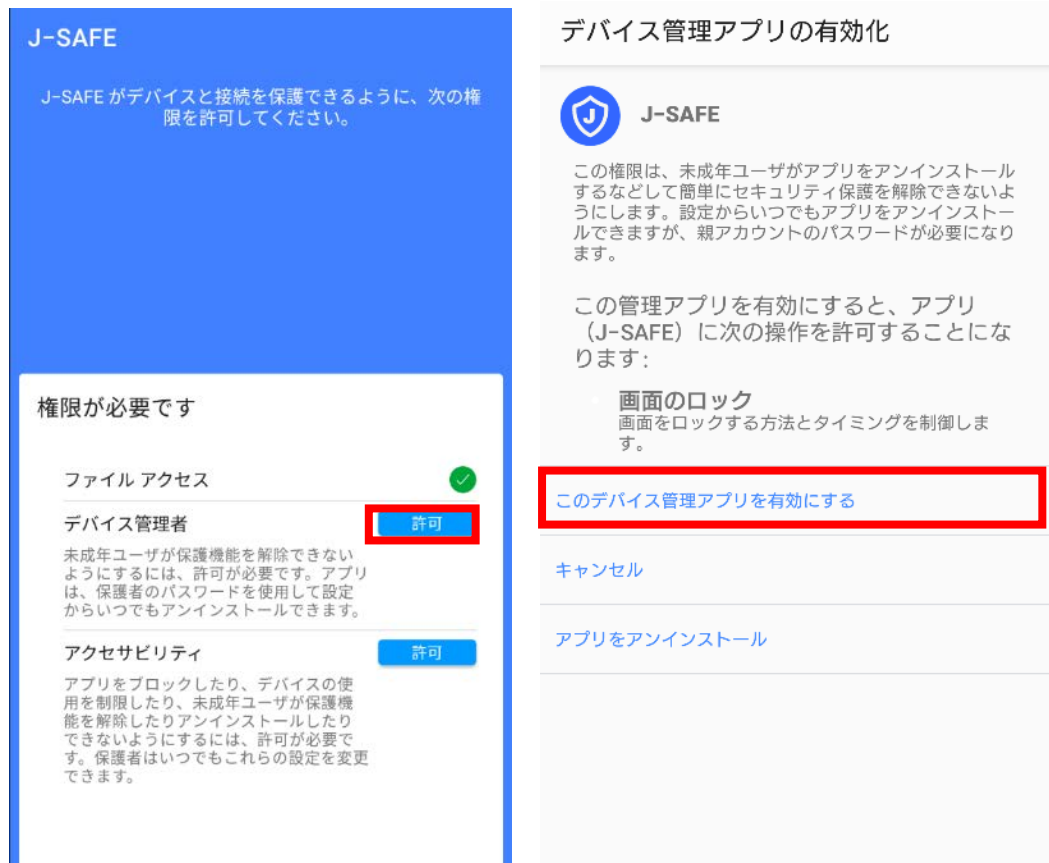 J-SAFE
J-SAFE がデバイスと接続を保護できるように、次の権
限を許可してください。
権限が必要です
ファイル アクセス
デバイス管理者
許可
未成年ユーザが保護機能を解除できない
ようにするには、許可が必要です。アプリ
は、保護者のパスワードを使用して設定
からいつでもアンインストールできます。
アクセサビリティ
許可
アプリをブロックしたり、デバイスの使
用を制限したり、未成年ユーザが保護機
能を解除したりアンインストールしたり
できないようにするには、許可が必要で
す。保護者はいつでもこれらの設定を変更
できます。
デバイス管理アプリの有効化
J
J-SAFE
この権限は、未成年ユーザがアプリをアンインストール
するなどして簡単にセキュリティ保護を解除できないよ
うにします。設定からいつでもアプリをアンインストー
ルできますが、親アカウントのパスワードが必要になり
ます。
この管理アプリを有効にすると、アプリ
（J-SAFE）に次の操作を許可することにな
ります:
画面のロック
画面をロックする方法とタイミングを制御しま
す。
このデバイス管理アプリを有効にする
キャンセル
アプリをアンインストール